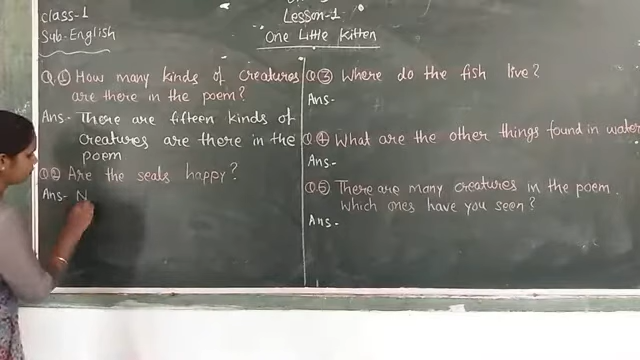 class-1
Sub-English
Lesson-1
One Little Kitten
Q.① How many kinds of creatures
are there in the poem?
Ans- There are fifteen kinds of
creatures are there in the
poem
Q② Are the seals happy?
Ans- N
Q③ Where do the fish live?
Ans-
Q④ What are the other things found in water
Ans-
Q⑤ There are many creatures in the poem.
Which ones have you seen?
Ans-